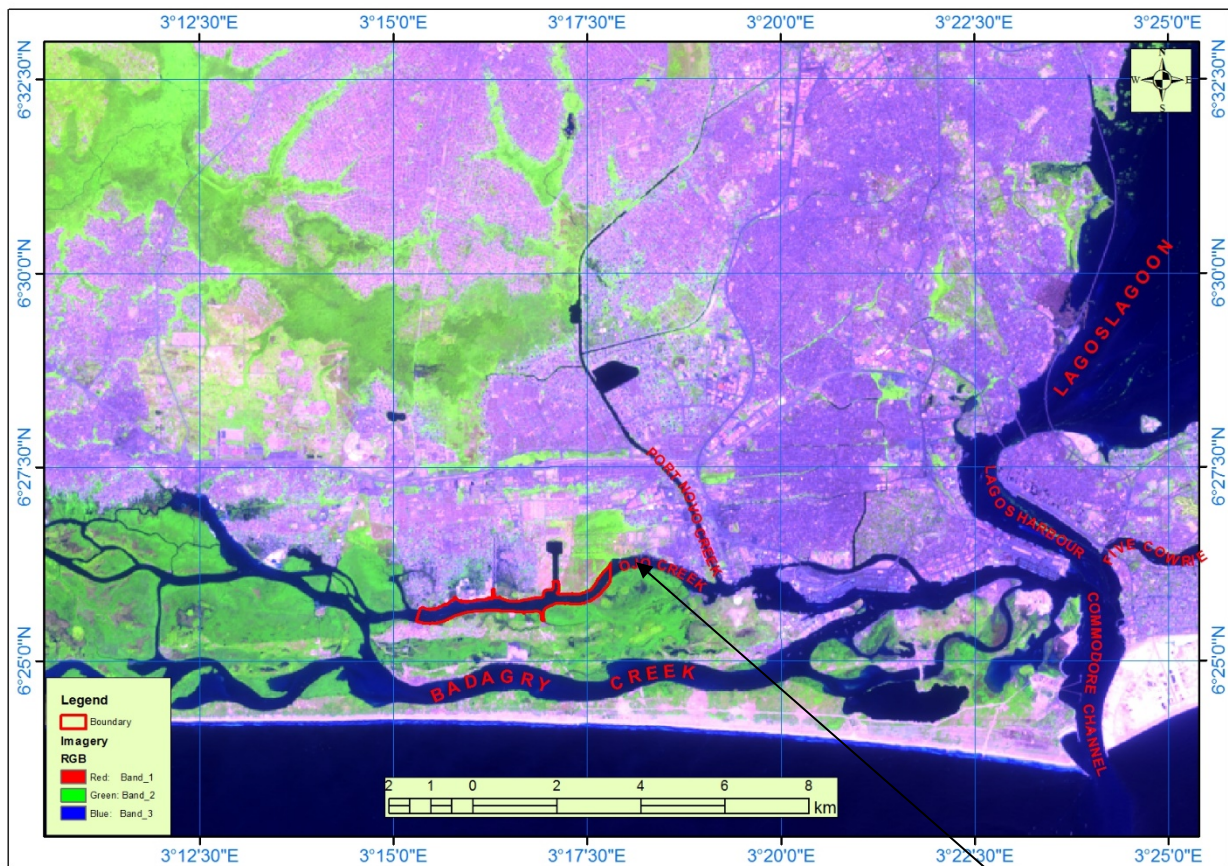 3°12'30"E 3°15'0"E 3°17'30"E 3°20'0"E 3°22'30"E 3°25'0"E
6°32'30"N
6°32'30"N
N
W E
S
6°30'0"N
6°30'0"N
LAGOSLAGOON
6°27'30"N
6°27'30"N
PORT NOVO CREEK
LAGOS HARBOUR
FIVE COWRIE
CREEK
COMMODORE CHANNEL
6°25'0"N
6°25'0"N
BADAGRY CREEK
Legend
Boundary
Imagery
RGB
Red: Band_1
Green: Band_2
Blue: Band_3
2 1 0 2 4 6 8
km
3°12'30"E 3°15'0"E 3°17'30"E 3°20'0"E 3°22'30"E 3°25'0"E